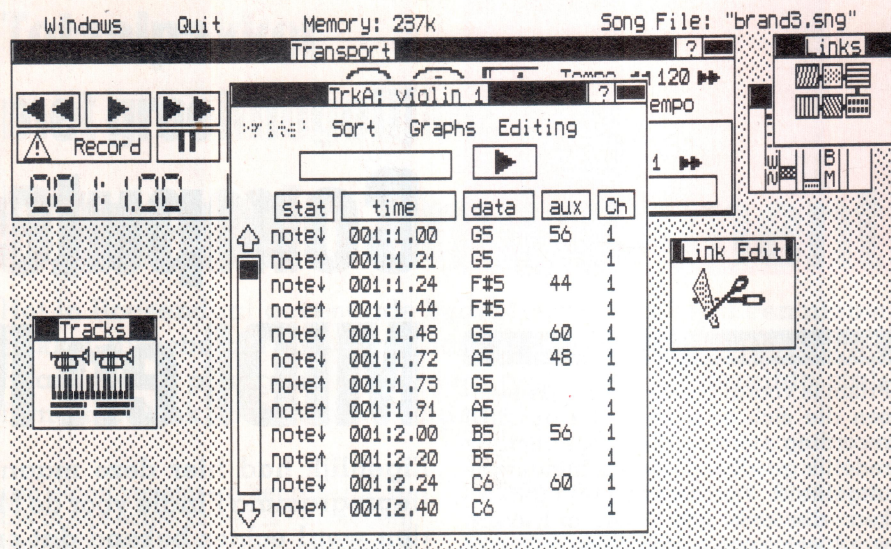 Windows Quit Memory: 237k Song File: "brand3.sng"
Transport ?
Links
Tempo 120
TrkA: violin 1 ?
empo
Sort Graphs Editing
Record
1
B
W
N M
001:1.00
stat time data aux Ch
note↓ 001:1.00 G5 56 1
note↑ 001:1.21 G5 1
note↓ 001:1.24 F#5 44 1
note↑ 001:1.44 F#5 1
note↓ 001:1.48 G5 60 1
note↓ 001:1.72 A5 48 1
note↑ 001:1.73 G5 1
note↑ 001:1.91 A5 1
note↓ 001:2.00 B5 56 1
note↑ 001:2.20 B5 1
note↓ 001:2.24 C6 60 1
note↑ 001:2.40 C6 1
Link Edit
Tracks